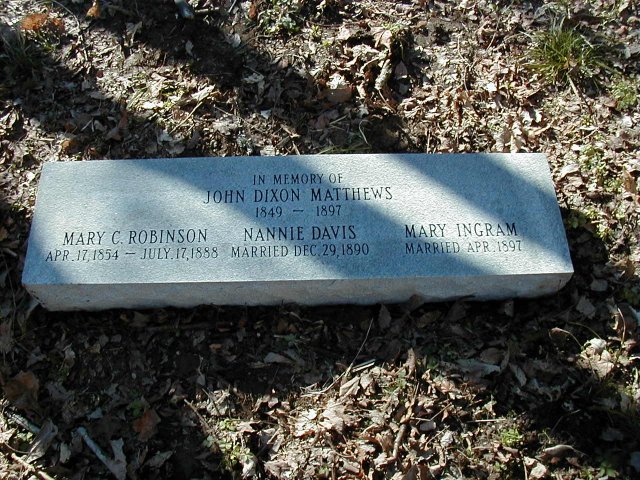 IN MEMORY OF
JOHN DIXON MATTHEWS
1849 — 1897
MARY C. ROBINSON NANNIE DAVIS MARY INGRAM
APR. 17, 1854 — JULY. 17, 1888 MARRIED DEC. 29, 1890 MARRIED APR. 1897